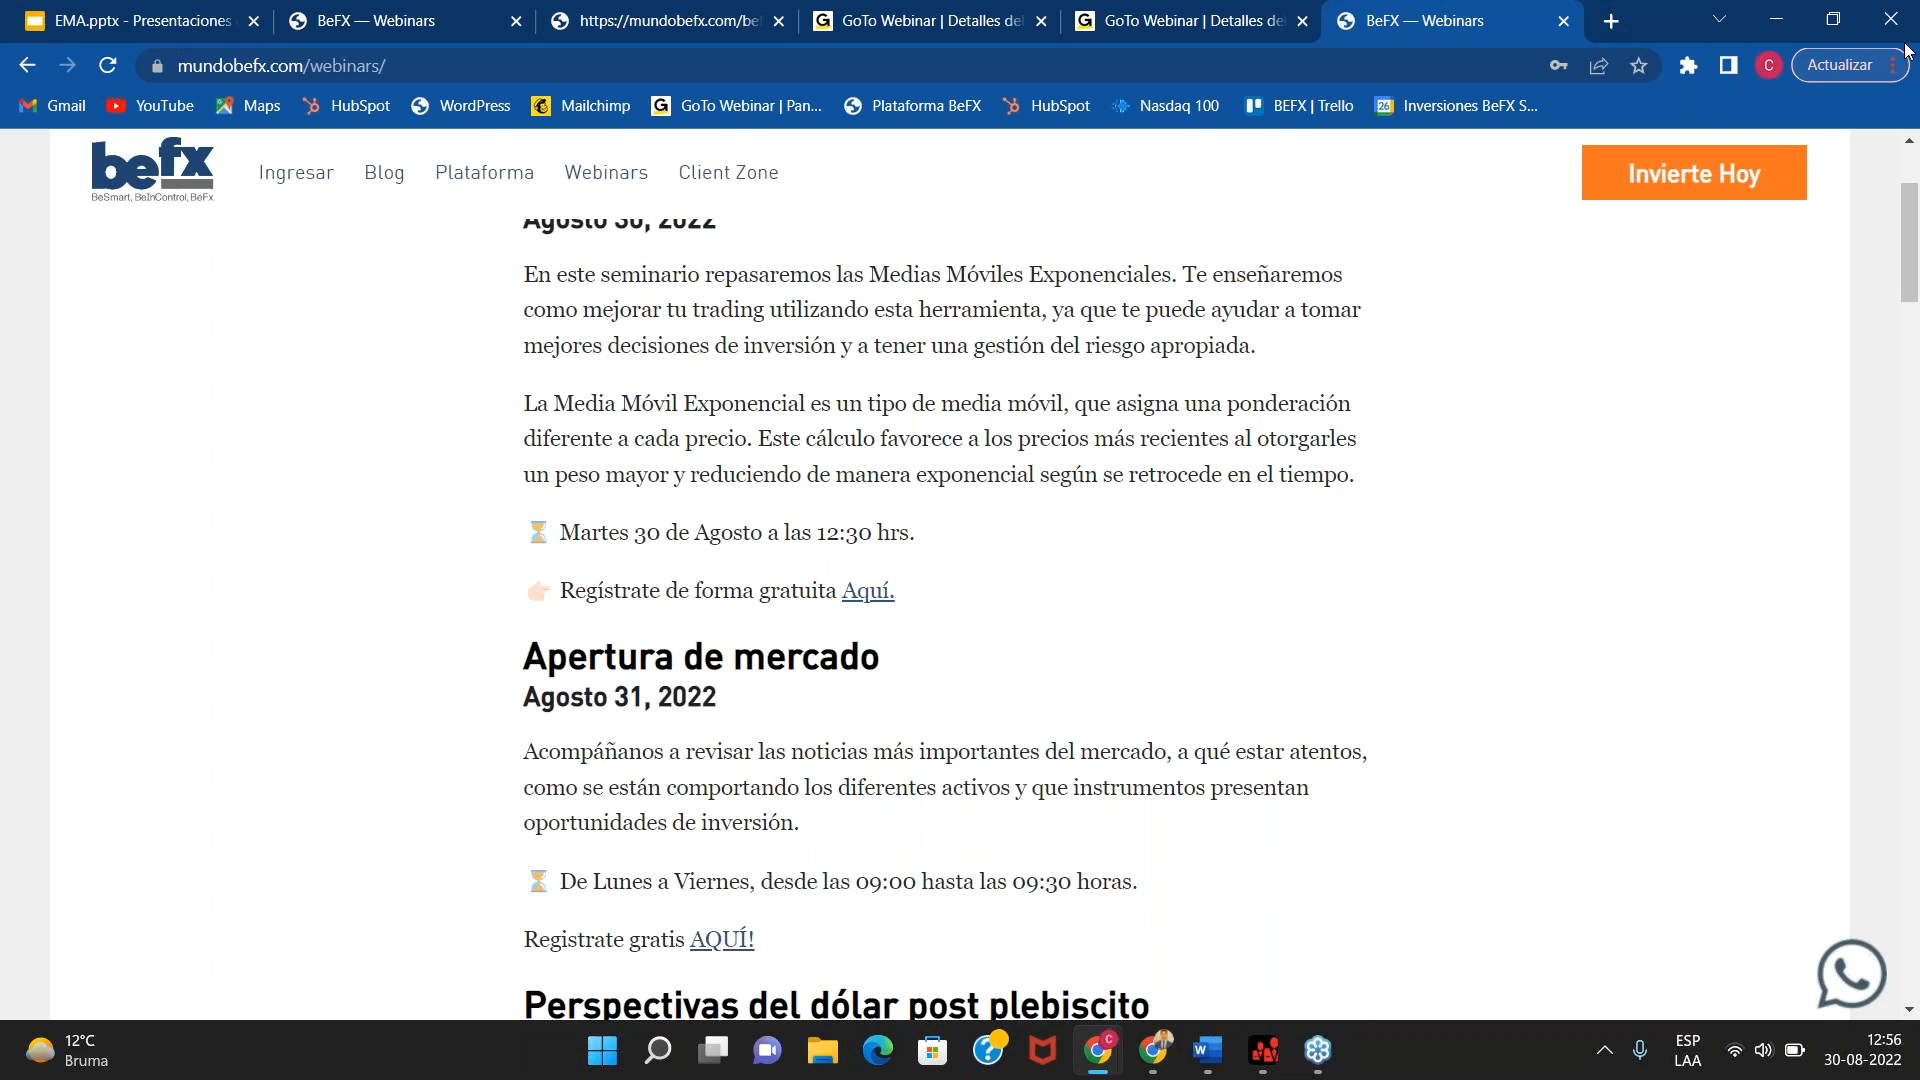 EMA.pptx - Presentaciones
BeFX — Webinars
https://mundobefx.com/be
GoTo Webinar | Detalles de
GoTo Webinar | Detalles de
BeFX — Webinars
mundobefx.com/webinars/
C
Actualizar
Gmail
YouTube
Maps
HubSpot
WordPress
Mailchimp
GoTo Webinar | Pan...
Plataforma BeFX
HubSpot
Nasdaq 100
BEFX | Trello
26
Inversiones BeFX S...
befx
BeSmart, BeInControl, BeFx
Ingresar
Blog
Plataforma
Webinars
Client Zone
Invierte Hoy
Agosto 30, 2022
En este seminario repasaremos las Medias Móviles Exponenciales. Te enseñaremos
como mejorar tu trading utilizando esta herramienta, ya que te puede ayudar a tomar
mejores decisiones de inversión y a tener una gestión del riesgo apropiada.
La Media Móvil Exponencial es un tipo de media móvil, que asigna una ponderación
diferente a cada precio. Este cálculo favorece a los precios más recientes al otorgarles
un peso mayor y reduciendo de manera exponencial según se retrocede en el tiempo.
⏳ Martes 30 de Agosto a las 12:30 hrs.
👉🏻 Regístrate de forma gratuita Aquí.
Apertura de mercado
Agosto 31, 2022
Acompáñanos a revisar las noticias más importantes del mercado, a qué estar atentos,
como se están comportando los diferentes activos y que instrumentos presentan
oportunidades de inversión.
⏳ De Lunes a Viernes, desde las 09:00 hasta las 09:30 horas.
Registrate gratis AQUÍ!
Perspectivas del dólar post plebiscito
12°C
Bruma
ESP
LAA
12:56
30-08-2022